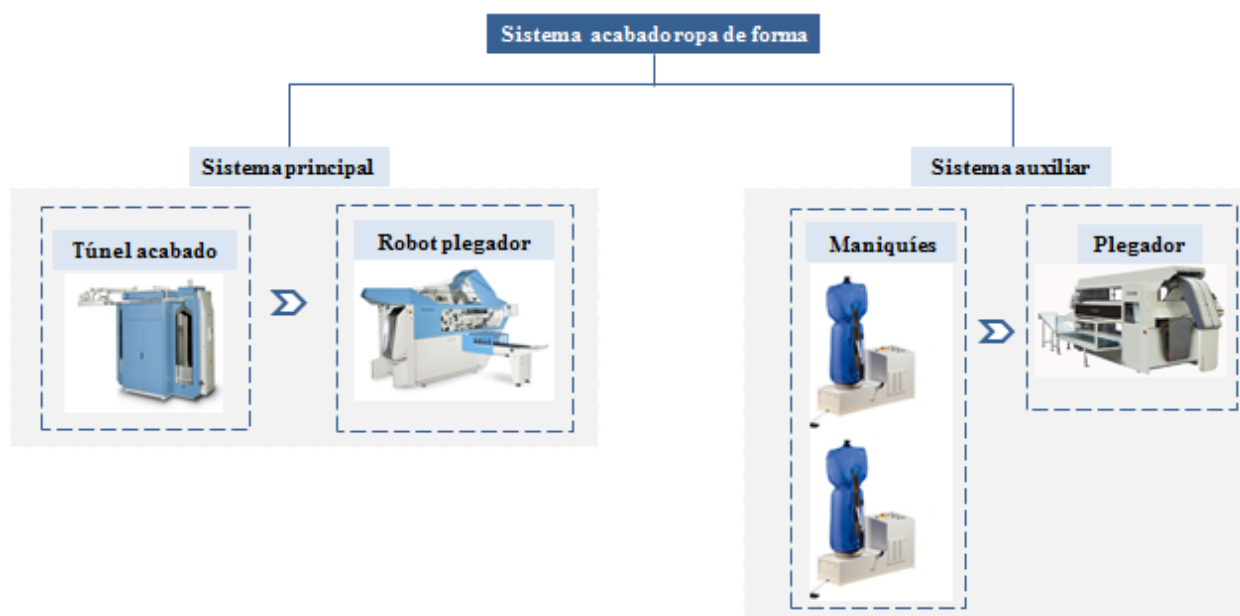 Sistema acabado ropa de forma
Sistema principal
Sistema auxiliar
Túnel acabado
Robot plegador
Maniquíes
Plegador